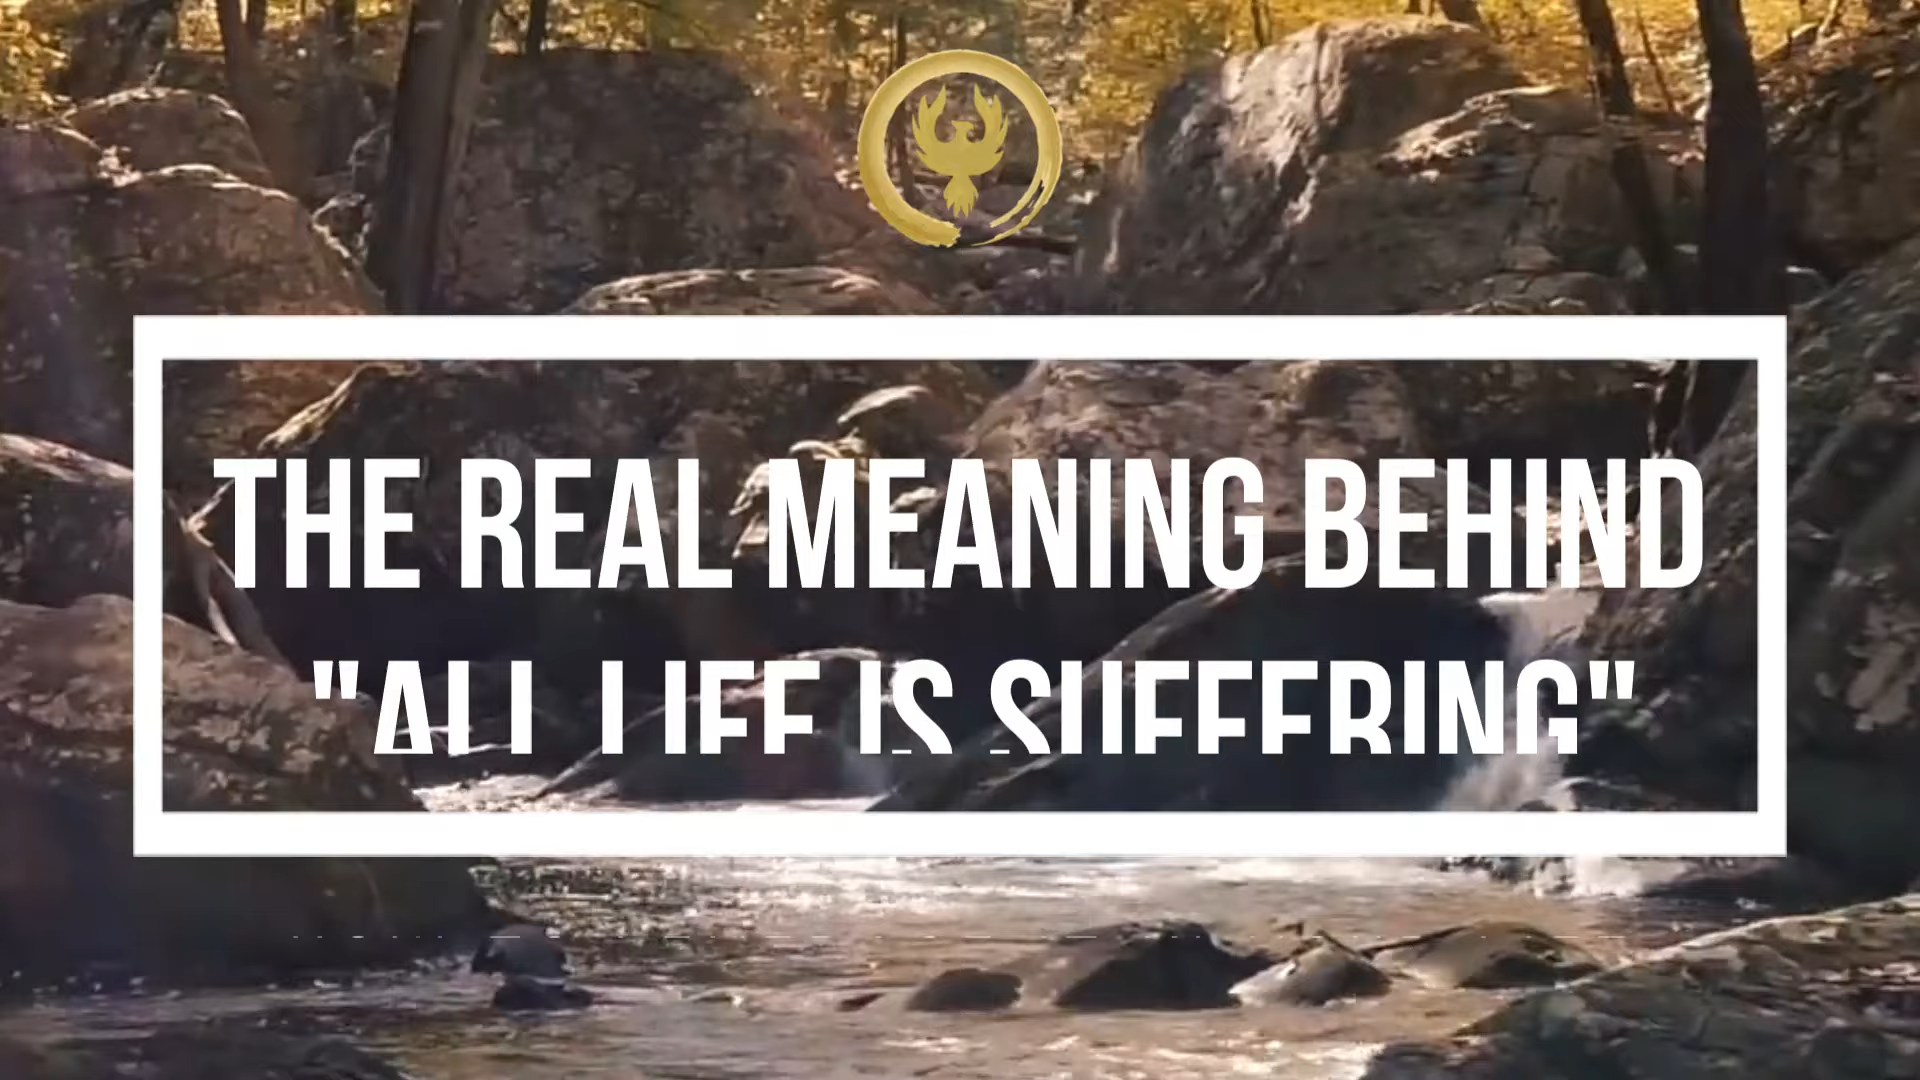 THE REAL MEANING BEHIND
"ALL LIFE IS SUFFERING"